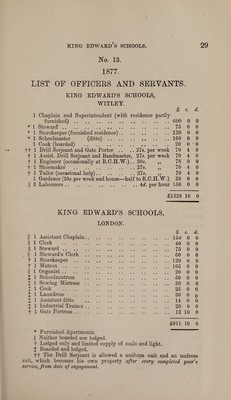 KING EDWARD'S SCHOOLS. 29
No. 13.
1877.
LIST OF OFFICERS AND SERVANTS.
KING EDWARD'S SCHOOLS,
WITLEY.
£ s. d.
1 Chaplain and Superintendent (with residence partly
furnished) .. 600 0 0
* † 1 Steward .. 75 0 0
* † 1 Storekeeper (furnished residence) .. 120 0 0
* † 1 Schoolmaster (ditto) .. 160 0 0
1 Cook (boarded) .. 20 0 0
†† † 1 Drill Serjeant and Gate Porter .. 27s. per week 70 4 0
† 1 Assist. Drill Serjeant and Bandmaster, 27s. per week 70 4 0
* † 1 Engineer (occasionally at B.C.H.W.) .. 30s. „ 78 0 0
* † 1 Shoemaker .. 27s. „ 70 4 0
* † 1 Tailor (occasional help) .. 27s. „ 70 4 0
1 Gardener (30s. per week and house—half to B.C.H.W.) 39 0 0
§ 3 Labourers .. 4d. per hour 156 0 0
£1528 16 0
KING EDWARD'S SCHOOLS,
LONDON.
£ s. d.
‡ 1 Assistant Chaplain .. 150 0 0
§ 1 Clerk .. 40 0 0
§ 1 Steward .. 75 0 0
§ 1 Steward's Clerk .. 60 0 0
† 1 Storekeeper .. 120 0 0
† 1 Matron .. 105 0 0
§ 1 Organist .. 20 0 0
‡ 1 Schoolmistress .. 50 0 0
‡ 1 Sewing Mistress .. 30 0 0
‡ 1 Cook .. 25 0 0
‡ 1 Laundress .. 30 0 0
‡ 1 Assistant ditto .. 14 0 0
‡ 3 Industrial Trainer .. 20 0 0
* † 1 Gate Portress .. 12 10 0
£811 10 0
* Furnished Apartments.
§ Neither boarded nor lodged.
† Lodged only and limited supply of coals and light.
‡ Boarded and lodged.
†† The Drill Serjeant is allowed a uniform suit and an undress
suit, which becomes his own property after every completed year's
service, from date of engagement.